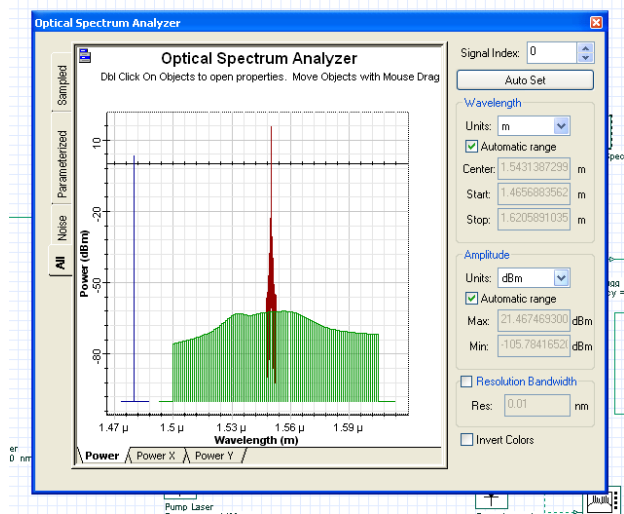 Optical Spectrum Analyzer
Optical Spectrum Analyzer
Dbl Click On Objects to open properties. Move Objects with Mouse Drag
Signal Index: 0
Auto Set
Sampled
Parameterized
Noise
All
Power (dBm)
10
-20
-50
-80
1.47 µ 1.5 µ 1.53 µ 1.56 µ 1.59 µ
Wavelength (m)
Power Power X Power Y
Wavelength
Units: m
Automatic range
Center: 1.5431387299 m
Start: 1.4656883562 m
Stop: 1.6205891035 m
Amplitude
Units: dBm
Automatic range
Max: 21.467469300 dBm
Min: -105.78416520 dBm
Resolution Bandwidth
Res: 0.01 nm
Invert Colors
er
0 nm
Pump Laser